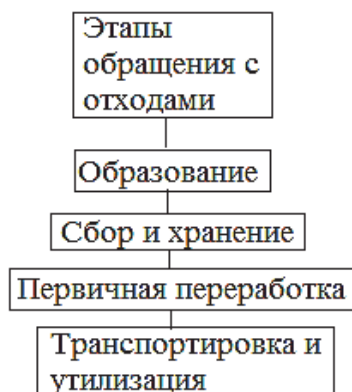 Этапы
обращения с
отходами
Образование
Сбор и хранение
Первичная переработка
Транспортировка и
утилизация